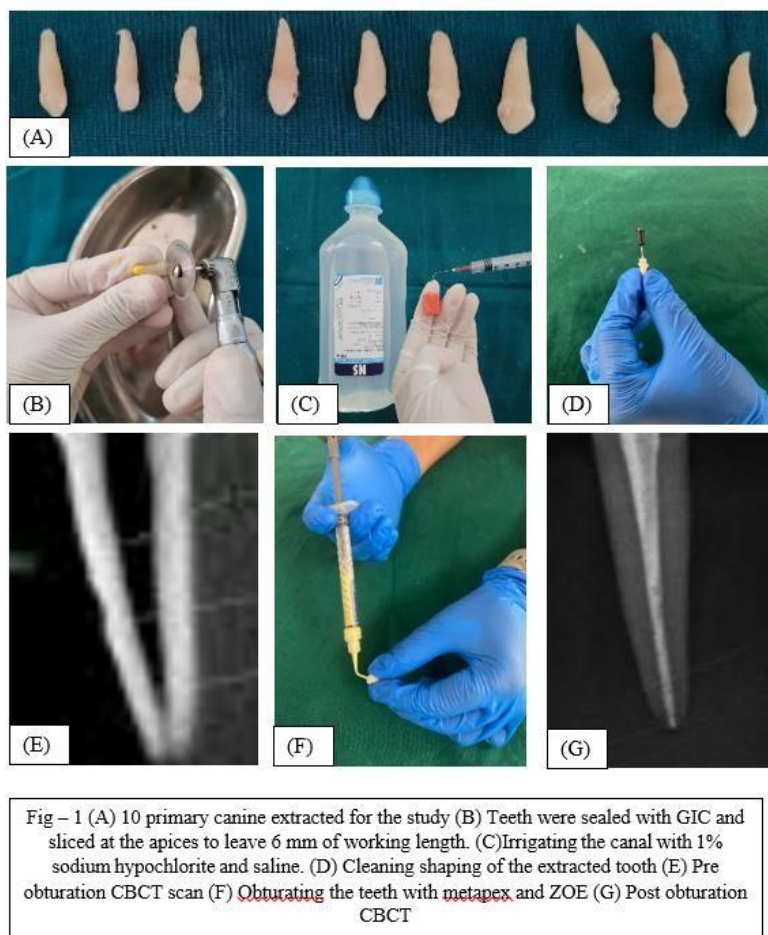 (A)
(B)
(C)
NS
(D)
(E)
(F)
(G)
Fig – 1 (A) 10 primary canine extracted for the study (B) Teeth were sealed with GIC and
sliced at the apices to leave 6 mm of working length. (C)Irrigating the canal with 1%
sodium hypochlorite and saline. (D) Cleaning shaping of the extracted tooth (E) Pre
obturation CBCT scan (F) Obturating the teeth with metapex and ZOE (G) Post obturation
CBCT